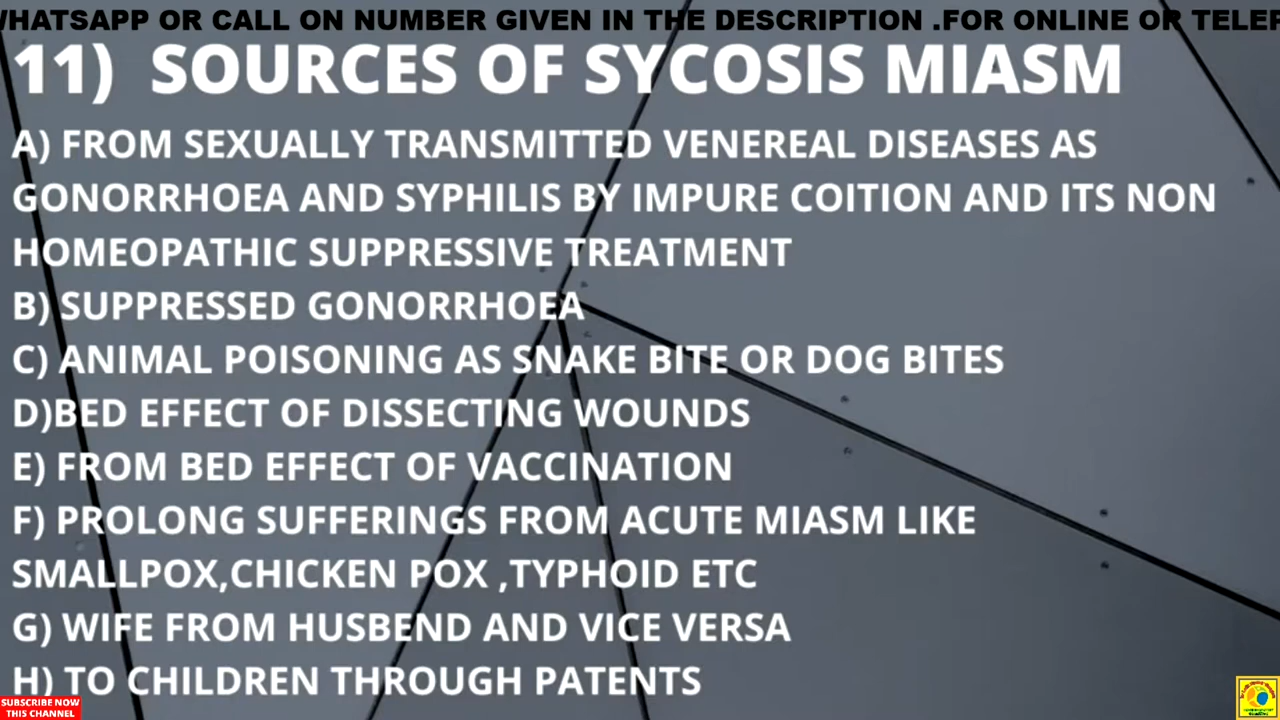 WHATSAPP OR CALL ON NUMBER GIVEN IN THE DESCRIPTION .FOR ONLINE OR
11) SOURCES OF SYCOSIS MIASM
A) FROM SEXUALLY TRANSMITTED VENEREAL DISEASES AS
GONORRHOEA AND SYPHILIS BY IMPURE COITION AND ITS NON
HOMEOPATHIC SUPPRESSIVE TREATMENT
B) SUPPRESSED GONORRHOEA
C) ANIMAL POISONING AS SNAKE BITE OR DOG BITES
D)BED EFFECT OF DISSECTING WOUNDS
E) FROM BED EFFECT OF VACCINATION
F) PROLONG SUFFERINGS FROM ACUTE MIASM LIKE
SMALLPOX,CHICKEN POX ,TYPHOID ETC
G) WIFE FROM HUSBEND AND VICE VERSA
H) TO CHILDREN THROUGH PATENTS
SUBSCRIBE NOW
THIS CHANNEL